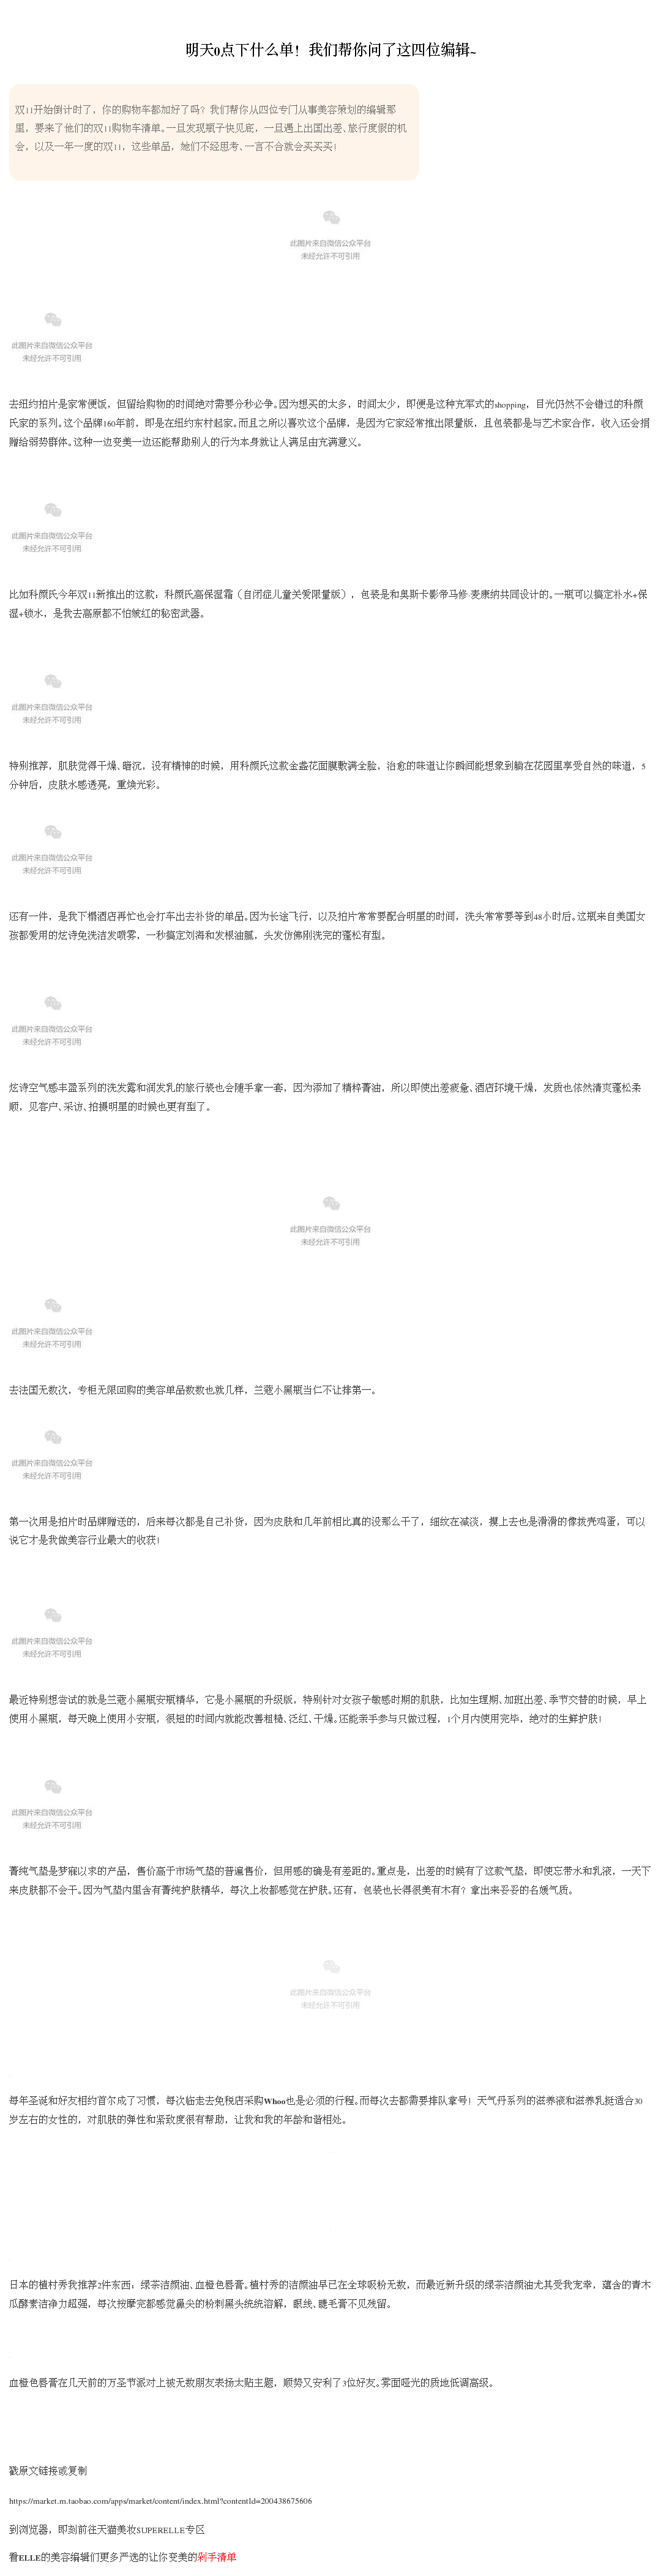 明天0点下什么单！我们帮你问了这四位编辑~
双11开始倒计时了，你的购物车都加好了吗？我们帮你从四位专门从事美容策划的编辑那
里，要来了他们的双11购物车清单。一旦发现瓶子快见底，一旦遇上出国出差、旅行度假的机
会，以及一年一度的双11，这些单品，她们不经思考、一言不合就会买买买！
此图片来自微信公众平台
未经允许不可引用
此图片来自微信公众平台
未经允许不可引用
去纽约拍片是家常便饭，但留给购物的时间绝对需要分秒必争。因为想买的太多，时间太少，即便是这种冗军式的shopping，目光仍然不会错过的科颜
氏家的系列。这个品牌160年前，即是在纽约东村起家。而且之所以喜欢这个品牌，是因为它家经常推出限量版，且包装都是与艺术家合作，收入还会捐
赠给弱势群体。这种一边变美一边还能帮助别人的行为本身就让人满足由充满意义。
此图片来自微信公众平台
未经允许不可引用
比如科颜氏今年双11新推出的这款：科颜氏高保湿霜（自闭症儿童关爱限量版），包装是和奥斯卡影帝马修·麦康纳共同设计的。一瓶可以搞定补水+保
湿+锁水，是我去高原都不怕皴红的秘密武器。
此图片来自微信公众平台
未经允许不可引用
特别推荐，肌肤觉得干燥、暗沉，没有精神的时候，用科颜氏这款金盏花面膜敷满全脸，治愈的味道让你瞬间能想象到躺在花园里享受自然的味道，5
分钟后，皮肤水感透亮，重焕光彩。
此图片来自微信公众平台
未经允许不可引用
还有一件，是我下榻酒店再忙也会打车出去补货的单品。因为长途飞行，以及拍片常常要配合明星的时间，洗头常常要等到48小时后。这瓶来自美国女
孩都爱用的炫诗免洗洁发喷雾，一秒搞定刘海和发根油腻，头发仿佛刚洗完的蓬松有型。
此图片来自微信公众平台
未经允许不可引用
炫诗空气感丰盈系列的洗发露和润发乳的旅行装也会随手拿一套，因为添加了精粹菁油，所以即使出差疲惫、酒店环境干燥，发质也依然清爽蓬松柔
顺，见客户、采访、拍摄明星的时候也更有型了。
此图片来自微信公众平台
未经允许不可引用
此图片来自微信公众平台
未经允许不可引用
去法国无数次，专柜无限回购的美容单品数数也就几样，兰蔻小黑瓶当仁不让排第一。
此图片来自微信公众平台
未经允许不可引用
第一次用是拍片时品牌赠送的，后来每次都是自己补货，因为皮肤和几年前相比真的没那么干了，细纹在减淡，摸上去也是滑滑的像拨壳鸡蛋，可以
说它才是我做美容行业最大的收获！
此图片来自微信公众平台
未经允许不可引用
最近特别想尝试的就是兰蔻小黑瓶安瓶精华，它是小黑瓶的升级版，特别针对女孩子敏感时期的肌肤，比如生理期、加班出差、季节交替的时候，早上
使用小黑瓶，每天晚上使用小安瓶，很短的时间内就能改善粗糙、泛红、干燥。还能亲手参与只做过程，1个月内使用完毕，绝对的生鲜护肤！
此图片来自微信公众平台
未经允许不可引用
菁纯气垫是梦寐以求的产品，售价高于市场气垫的普遍售价，但用感的确是有差距的。重点是，出差的时候有了这款气垫，即使忘带水和乳液，一天下
来皮肤都不会干。因为气垫内里含有菁纯护肤精华，每次上妆都感觉在护肤。还有，包装也长得很美有木有？拿出来妥妥的名媛气质。
此图片来自微信公众平台
未经允许不可引用
每年圣诞和好友相约首尔成了习惯，每次临走去免税店采购Whoo也是必须的行程。而每次去都需要排队拿号！天气丹系列的滋养液和滋养乳挺适合30
岁左右的女性的，对肌肤的弹性和紧致度很有帮助，让我和我的年龄和谐相处。
日本的植村秀我推荐2件东西：绿茶洁颜油、血橙色唇膏。植村秀的洁颜油早已在全球吸粉无数，而最近新升级的绿茶洁颜油尤其受我宠幸，蕴含的青木
瓜酵素洁净力超强，每次按摩完都感觉鼻尖的粉刺黑头统统溶解，眼线、睫毛膏不见残留。
血橙色唇膏在几天前的万圣节派对上被无数朋友表扬太贴主题，顺势又安利了3位好友。雾面哑光的质地低调高级。
戳原文链接或复制
https://market.m.taobao.com/apps/market/content/index.html?contentId=200438675606
到浏览器，即刻前往天猫美妆SUPERELLE专区
看ELLE的美容编辑们更多严选的让你变美的剁手清单